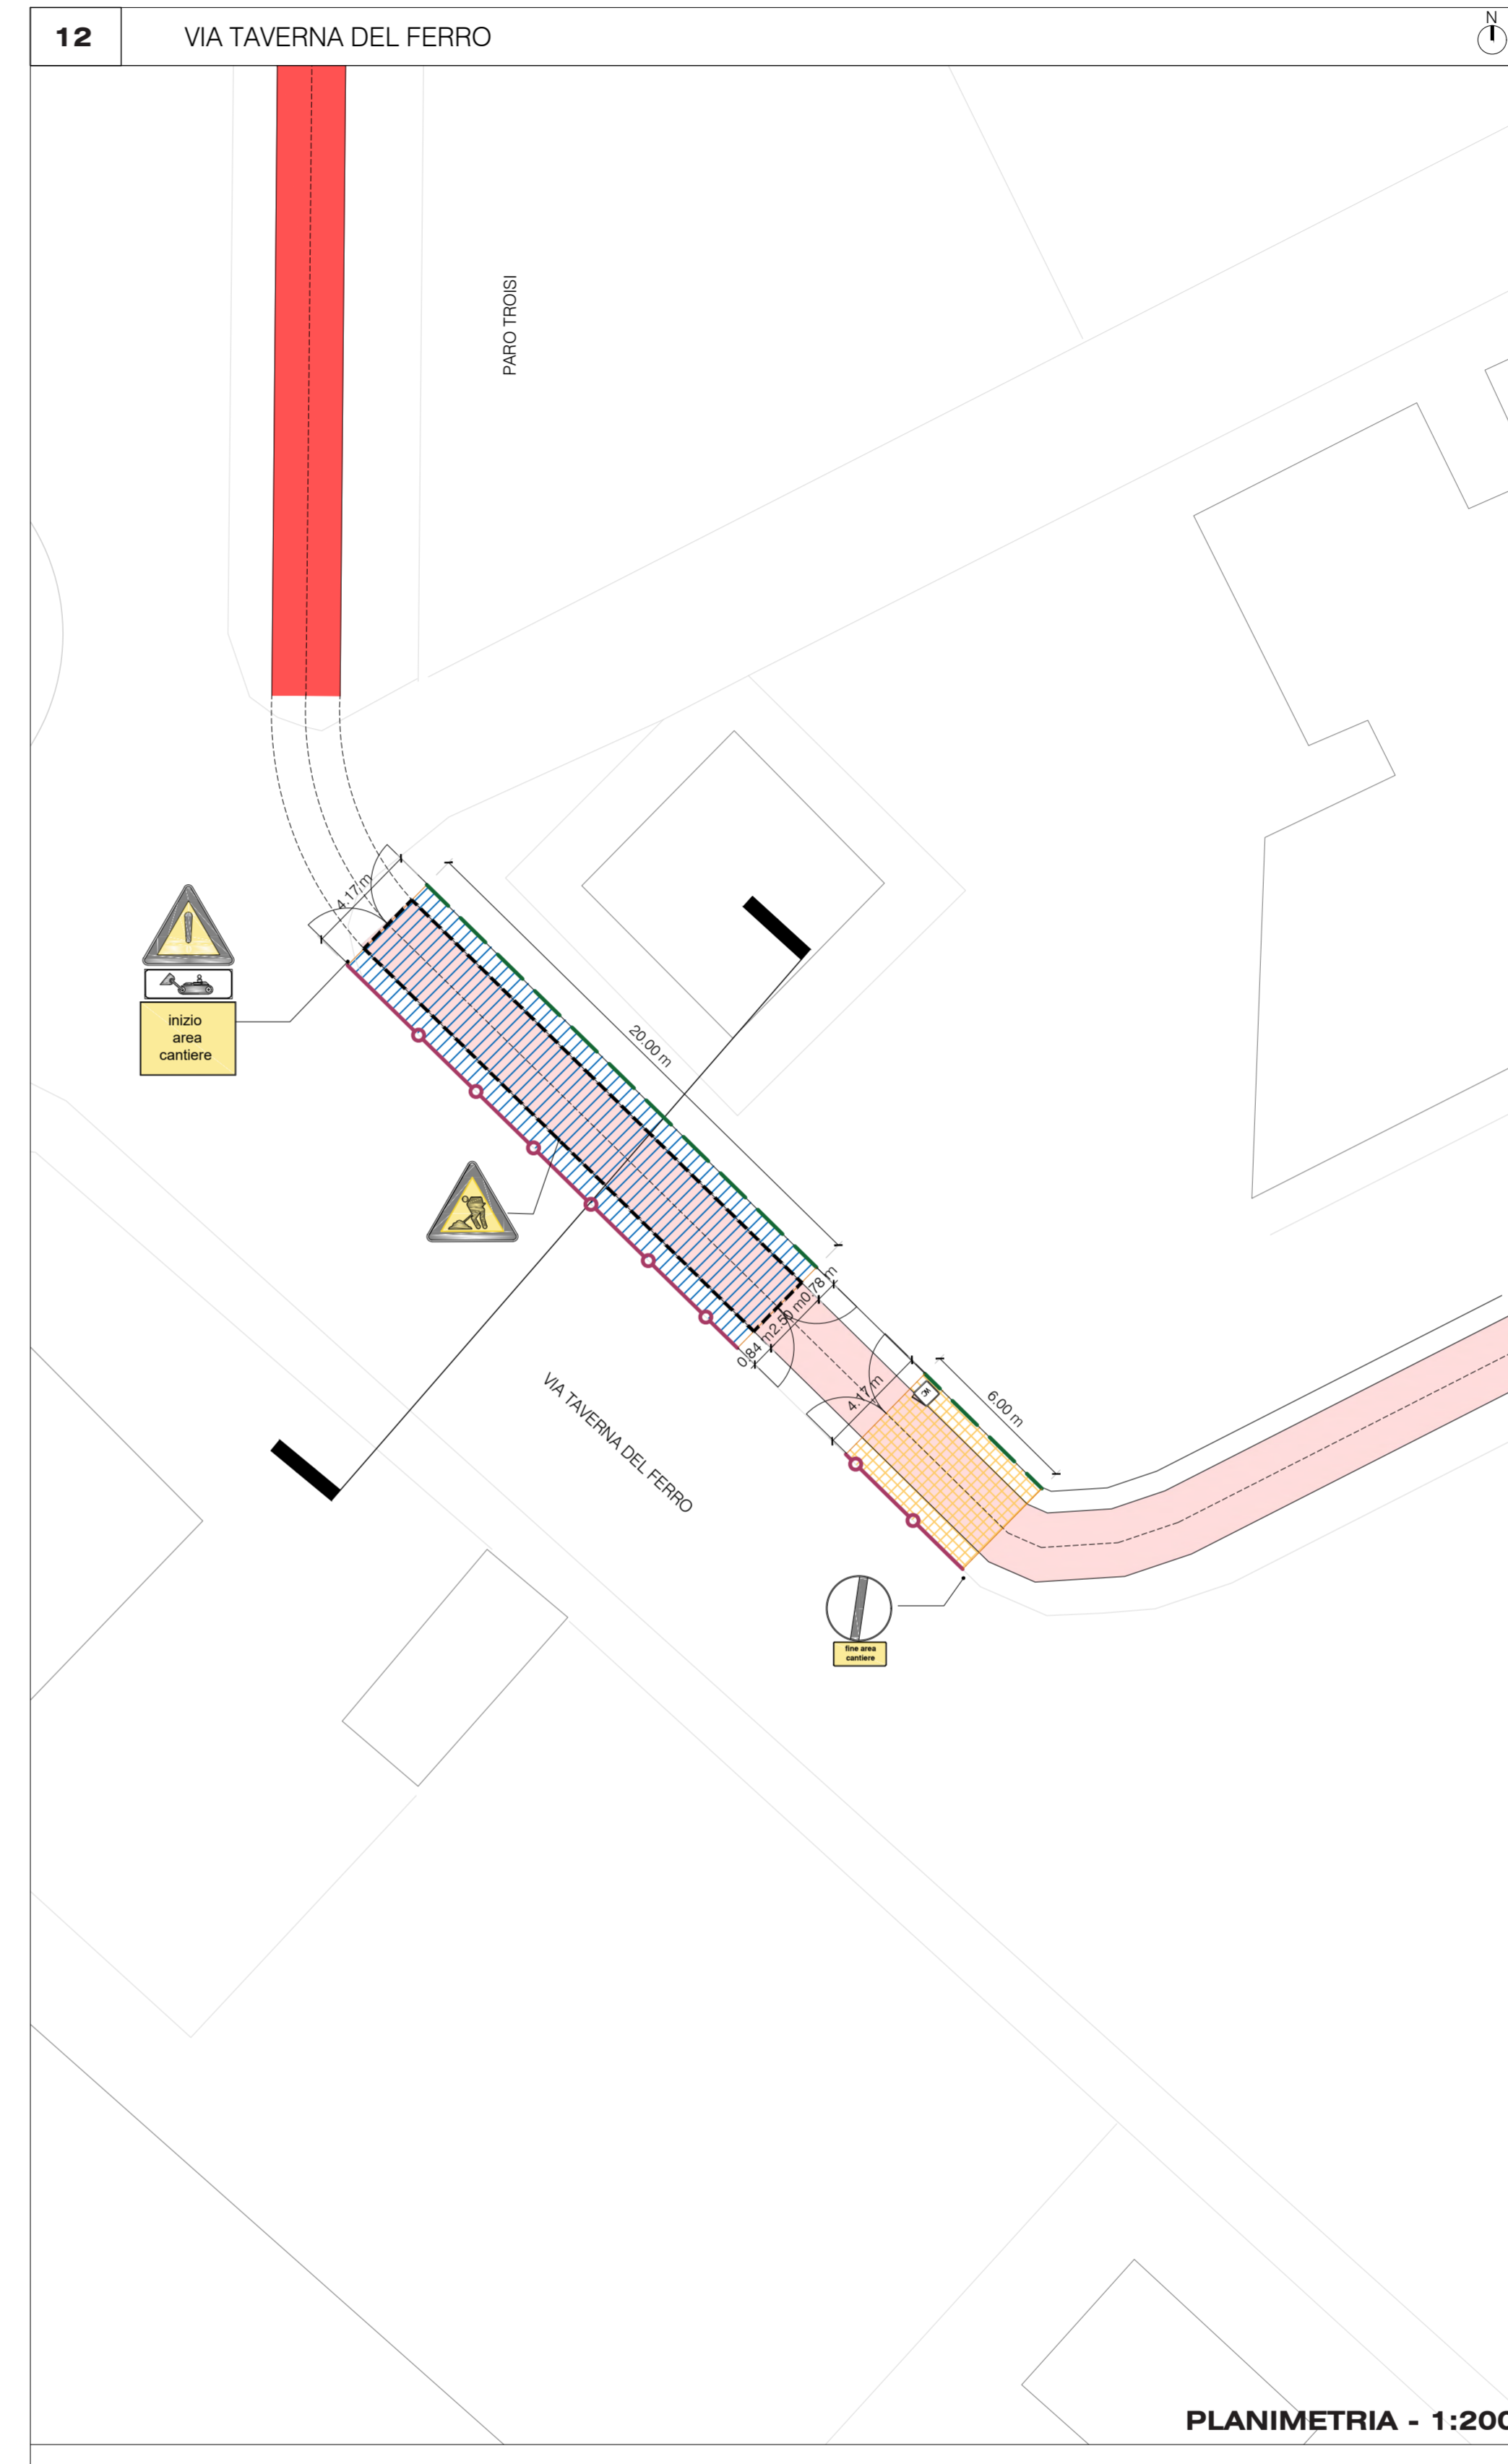 12
VIA TAVERNA DEL FERRO
N
PARO TROISI
4.17 m
inizio
area
cantiere
20.00 m
0.84 m
2.50 m
0.78 m
4.17 m
6.00 m
VIA TAVERNA DEL FERRO
fine area
cantiere
PLANIMETRIA - 1:200